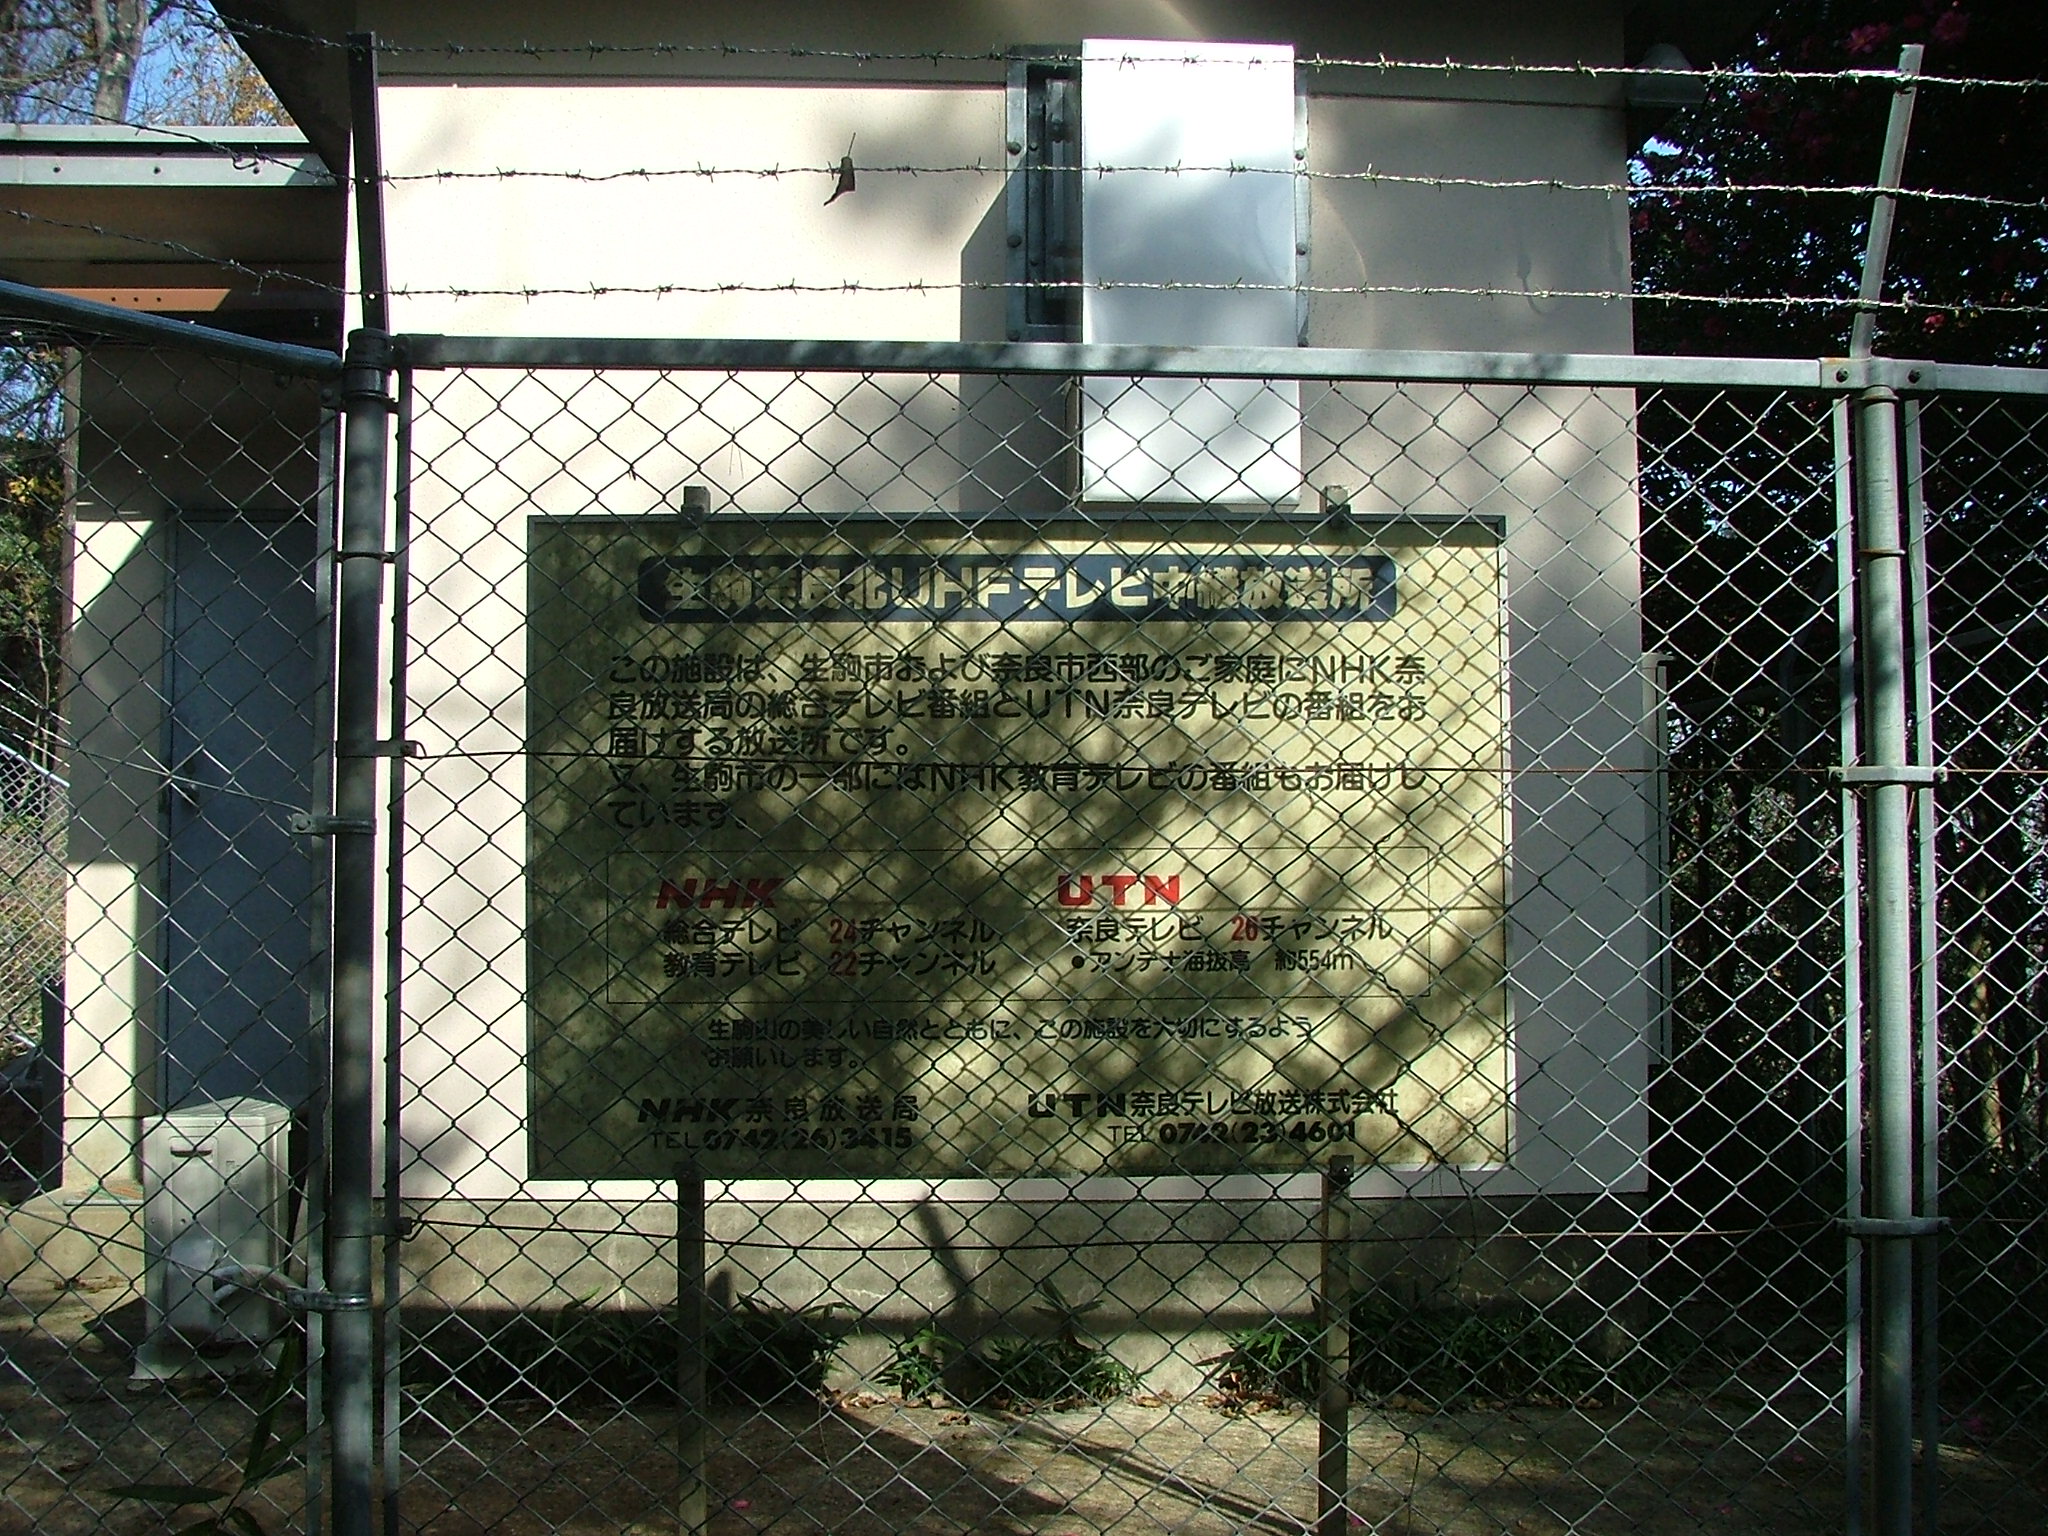 生駒奈良北UHFテレビ中継放送所
この施設は、生駒市および奈良市西部のご家庭にNHK奈
良放送局の総合テレビ番組とUTN奈良テレビの番組をお
届けする放送所です。
又、生駒市の一部にはNHK教育テレビの番組もお届けし
ています。
NHK
総合テレビ 24チャンネル
教育テレビ 22チャンネル
UTN
奈良テレビ 26チャンネル
●アンテナ海抜高 約554m
生駒山の美しい自然とともに、この施設を大切にするよう
お願いします。
NHK奈良放送局
TEL 0742(26)3415
UTN奈良テレビ放送株式会社
TEL 0742(23)4601